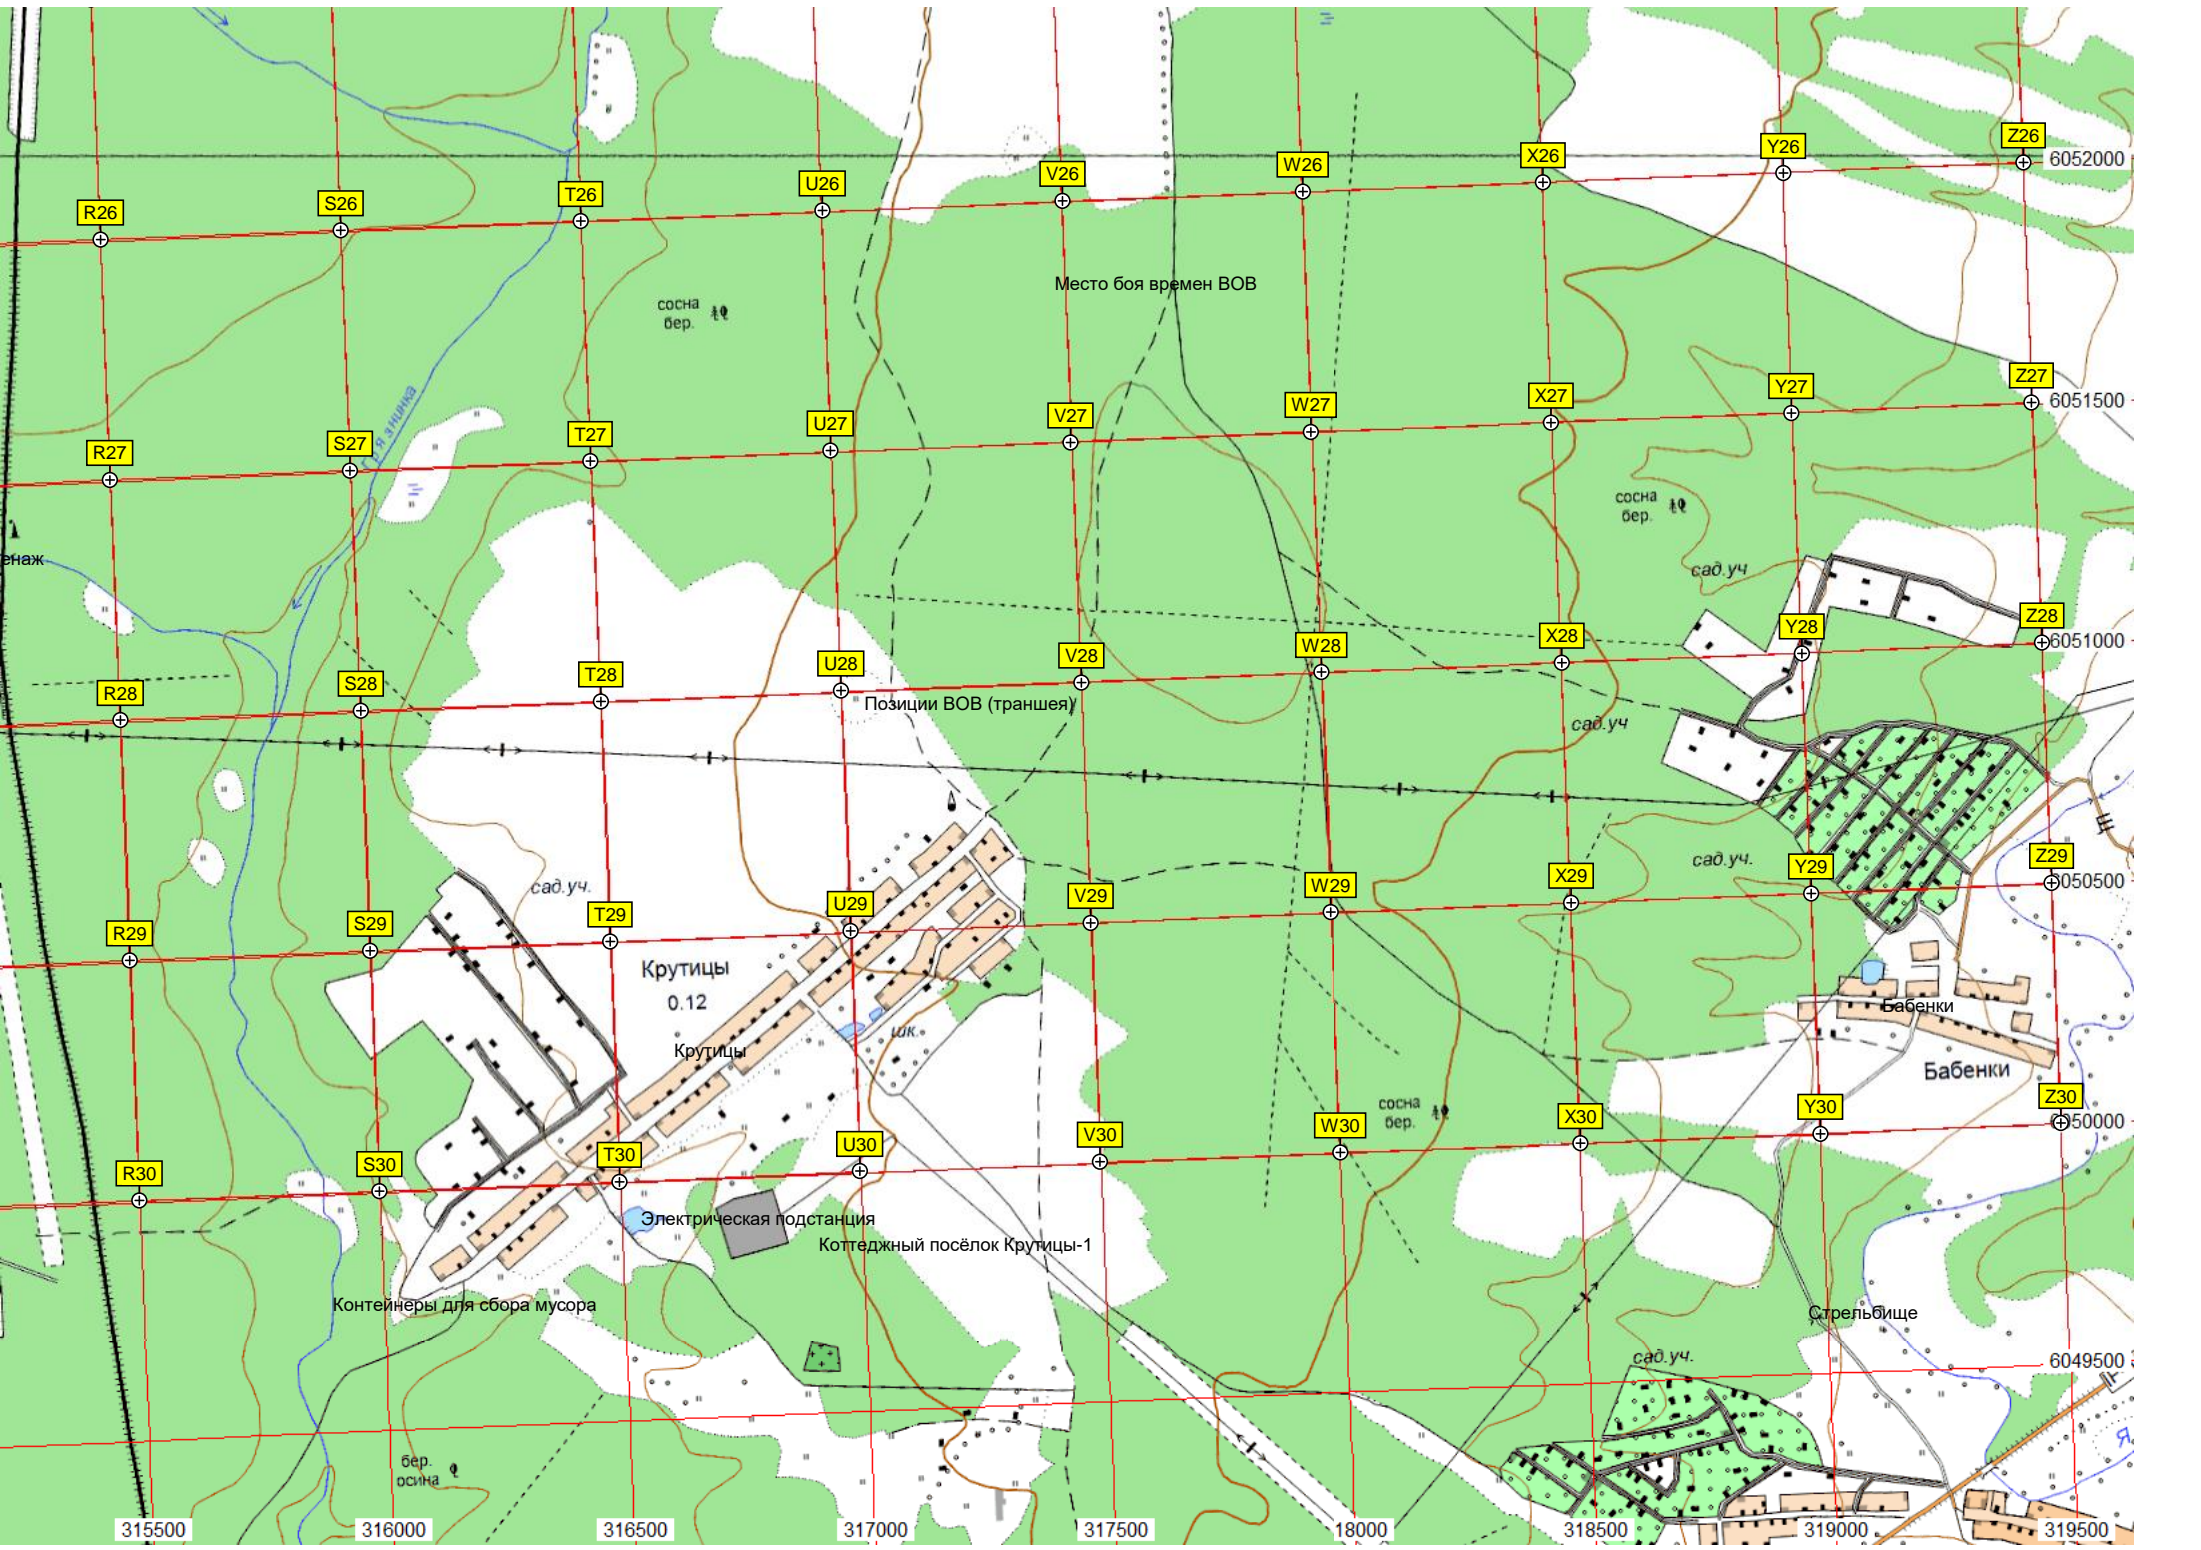 Z26
Y26
6052000
X26
W26
V26
U26
T26
S26
R26
Место боя времен ВОВ
сосна
бер.
Z27
Y27
6051500
X27
W27
V27
U27
T27
S27
R27
сосна
бер.
енаж
сад.уч
Z28
Y28
6051000
X28
W28
V28
U28
T28
S28
R28
Позиции ВОВ (траншея)
сад.уч
Щ
Z29
Y29
сад.уч.
6050500
X29
W29
V29
сад.уч.
U29
T29
S29
R29
Крутицы
0.12
Бабенки
шк.
Крутицы
Бабенки
Z30
Y30
6050000
X30
сосна
бер.
W30
V30
U30
T30
S30
R30
Электрическая подстанция
Коттеджный посёлок Крутицы-1
Контейнеры для сбора мусора
Стрельбище
сад.уч.
6049500
Я
бер.
осина
315500
316000
316500
317000
317500
18000
318500
319000
319500